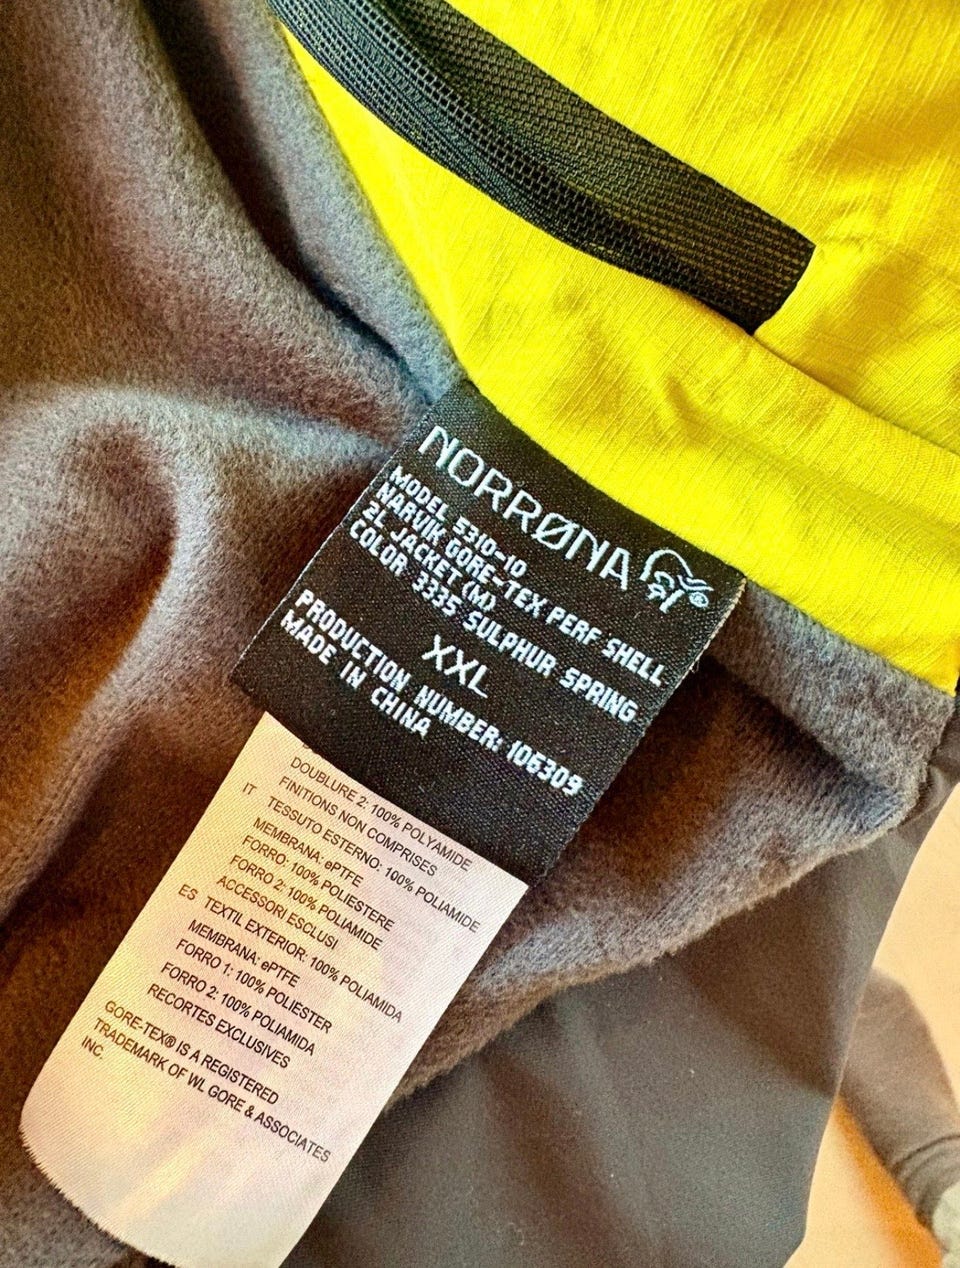 NORRØNA
MODEL 5310-10
NARVIK GORE-TEX PERF SHELL
2L JACKET (M)
COLOR 3335 SULPHUR SPRING
XXL
PRODUCTION NUMBER: 106309
MADE IN CHINA
DOUBLURE 2: 100% POLYAMIDE
FINITIONS NON COMPRISES
IT TESSUTO ESTERNO: 100% POLIAMIDE
MEMBRANA: ePTFE
FORRO: 100% POLIESTERE
FORRO 2: 100% POLIAMIDE
ACCESSORI ESCLUSI
ES TEXTIL EXTERIOR: 100% POLIAMIDA
MEMBRANA: ePTFE
FORRO 1: 100% POLIESTER
FORRO 2: 100% POLIAMIDA
RECORTES EXCLUSIVES
GORE-TEX® IS A REGISTERED
TRADEMARK OF WL GORE & ASSOCIATES
INC.